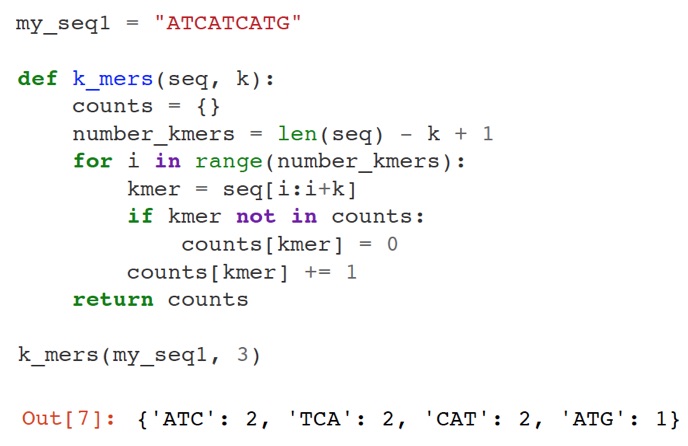 my_seq1 = "ATCATCATG"
def k_mers(seq, k):
    counts = {}
    number_kmers = len(seq) - k + 1
    for i in range(number_kmers):
        kmer = seq[i:i+k]
        if kmer not in counts:
            counts[kmer] = 0
        counts[kmer] += 1
    return counts
k_mers(my_seq1, 3)
Out[7]: {'ATC': 2, 'TCA': 2, 'CAT': 2, 'ATG': 1}